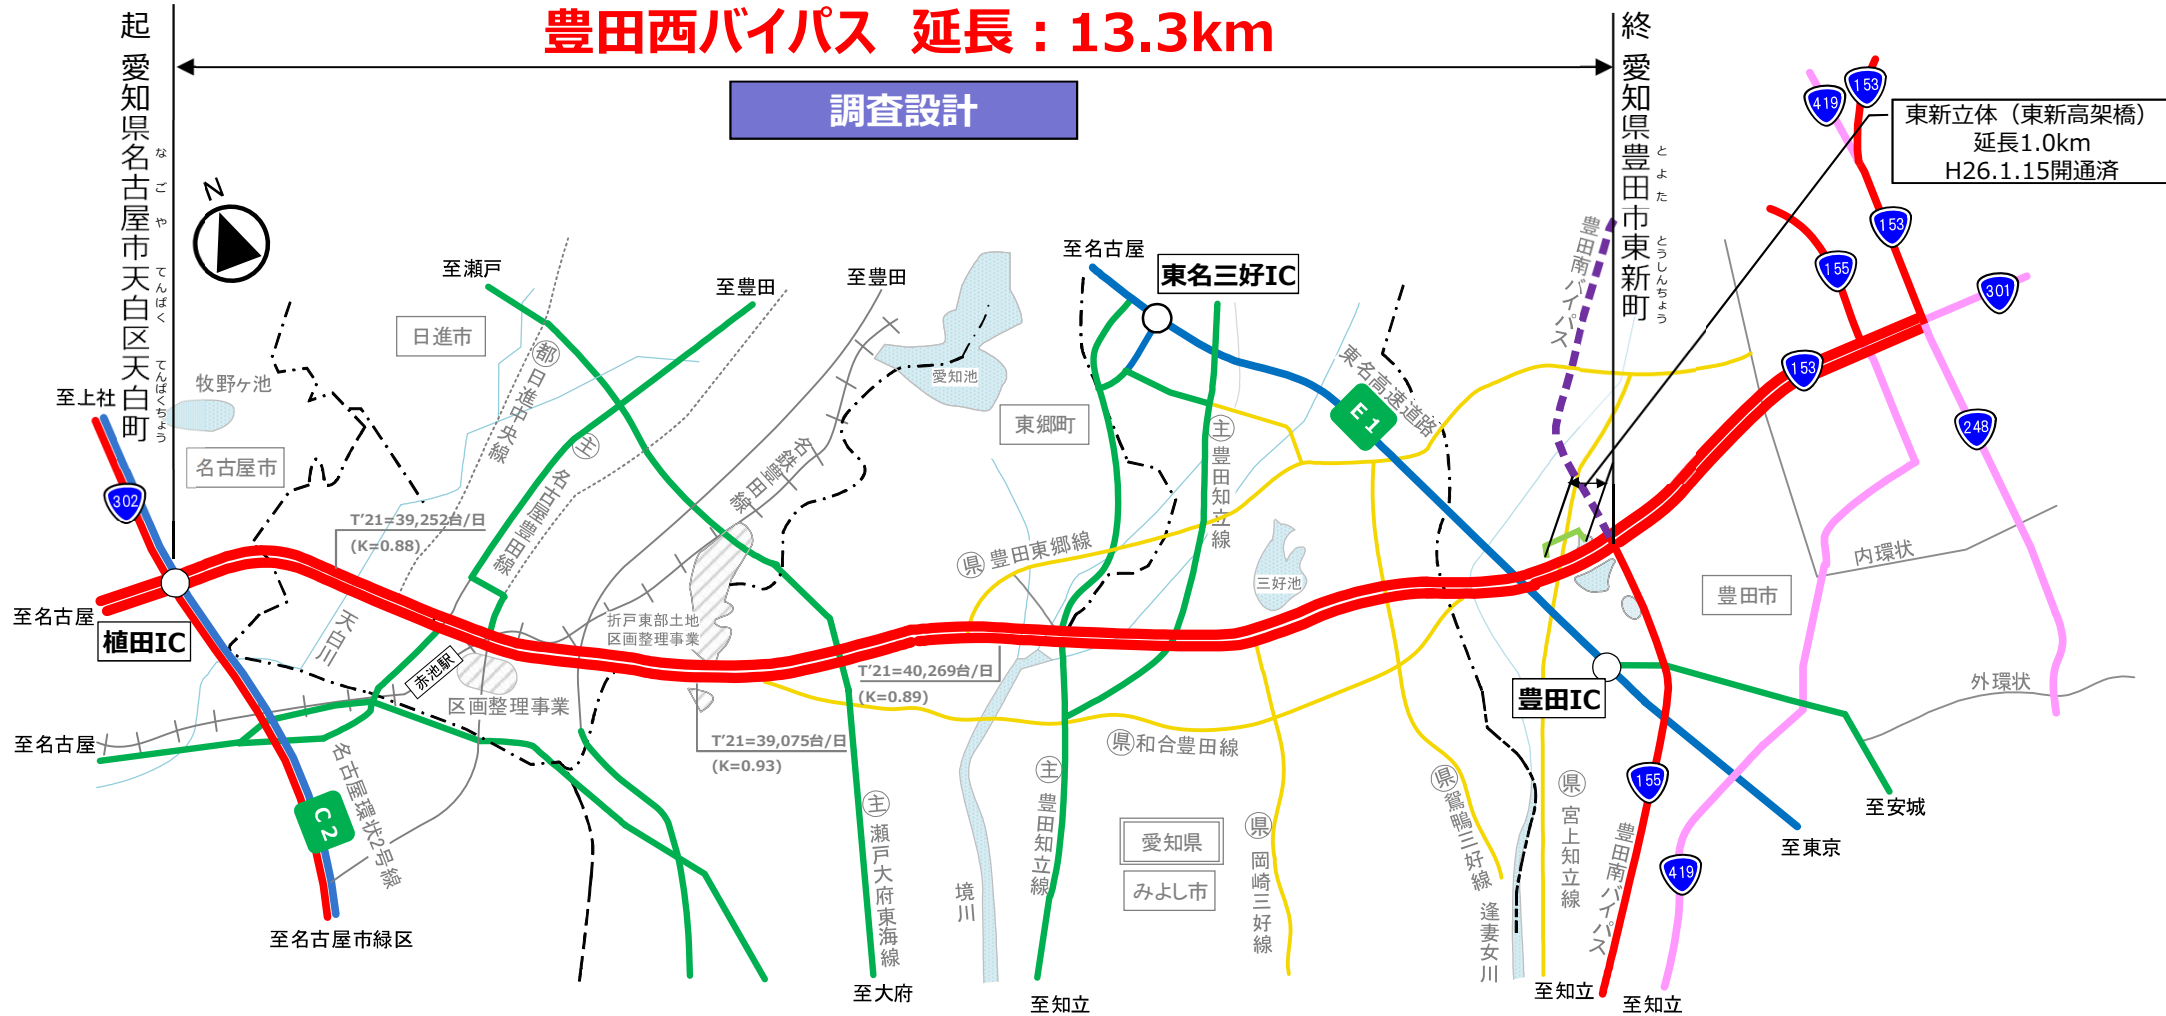 豊田西バイパス 延長：13.3km
調査設計
起 愛知県名古屋市天白区天白町
なごや
てんぱく
てんぱくちょう
終 愛知県豊田市東新町
とよた
とうしんちょう
東新立体（東新高架橋）
延長1.0km
H26.1.15開通済
N
419
153
153
155
301
153
248
豊田南バイパス
至瀬戸
至豊田
至豊田
至名古屋
東名三好IC
日進市
都 日進中央線
牧野ヶ池
至上社
名古屋市
302
主 名古屋豊田線
名鉄豊田線
愛知池
東郷町
東名高速道路
E1
主 豊田知立線
T'21=39,252台/日
(K=0.88)
県 豊田東郷線
三好池
内環状
豊田市
至名古屋
植田IC
天白川
赤池駅
折戸東部土地
区画整理事業
区画整理事業
T'21=40,269台/日
(K=0.89)
豊田IC
外環状
至名古屋
T'21=39,075台/日
(K=0.93)
県 和合豊田線
名古屋環状2号線
C2
主 瀬戸大府東海線
境川
主 豊田知立線
愛知県
みよし市
県 岡崎三好線
県 鴛鴨三好線
逢妻女川
県 宮上知立線
155
豊田南バイパス
419
至安城
至東京
至名古屋市緑区
至大府
至知立
至知立
至知立